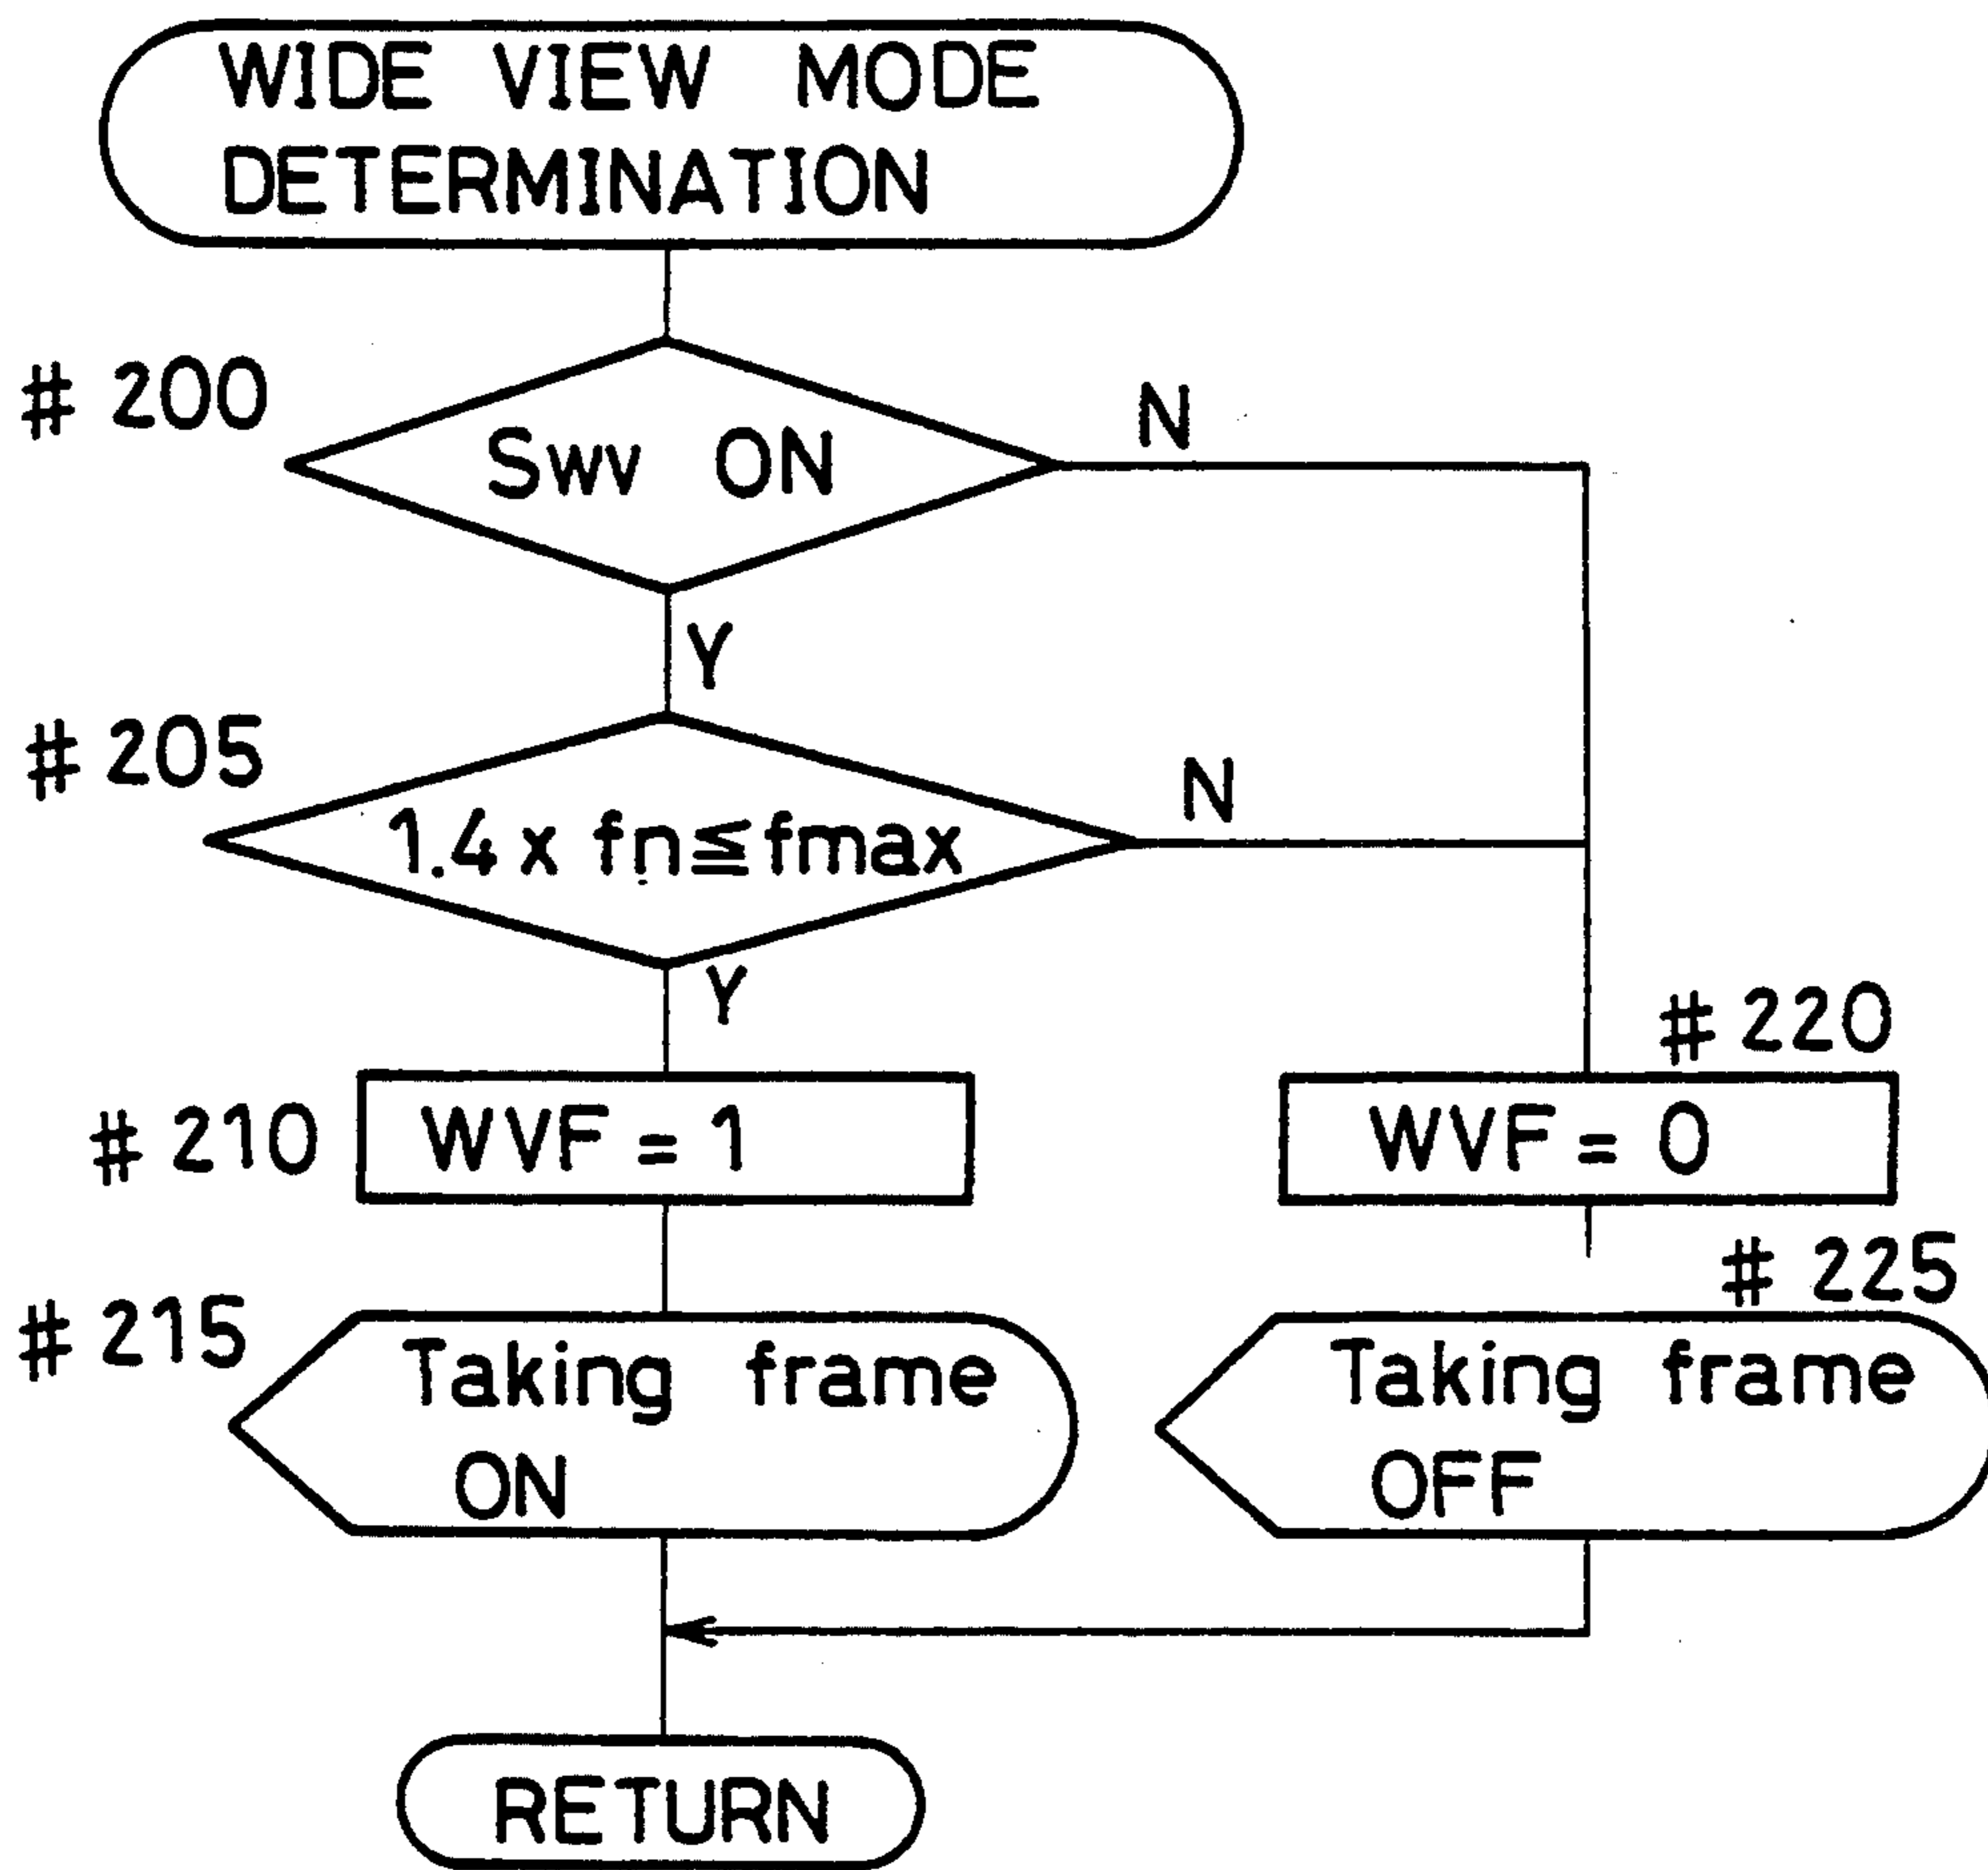 WIDE VIEW MODE
DETERMINATION
# 200
Swv ON
N
Y
# 205
1.4 x fn≦fmax
N
Y
# 210
WVF = 1
# 220
WVF = 0
# 215
Taking frame
ON
# 225
Taking frame
OFF
RETURN